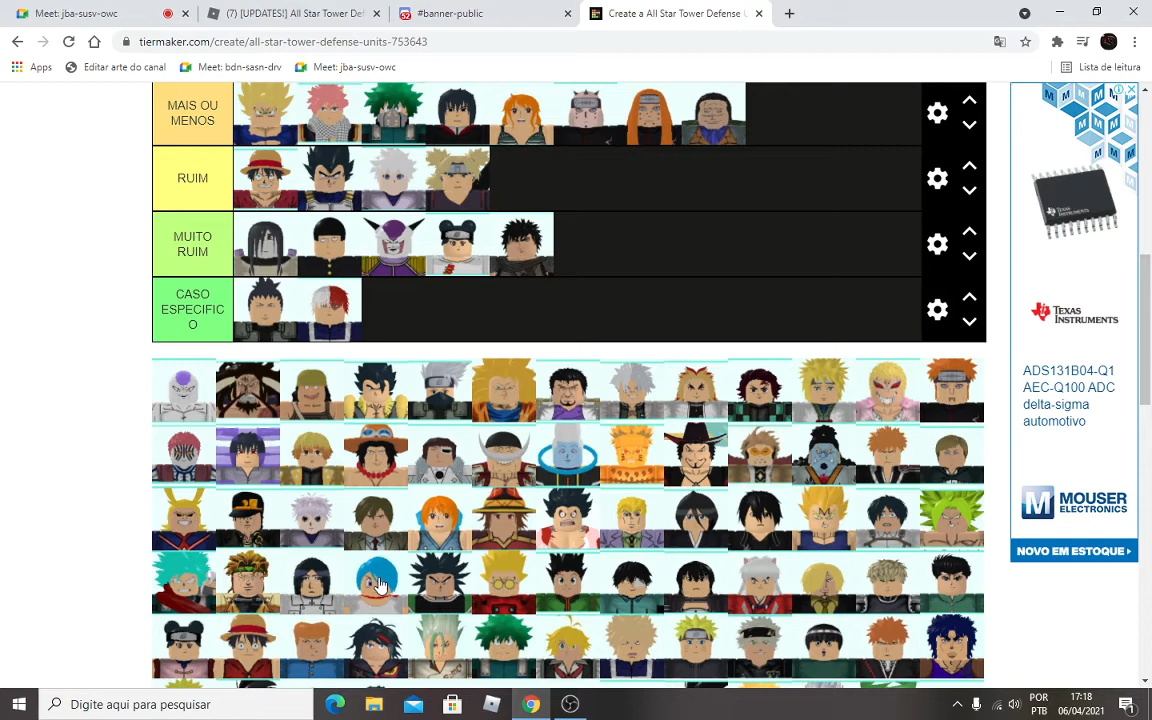 Meet: jba-susv-owc
(7) [UPDATES!] All Star Tower Def
#banner-public
Create a All Star Tower Defense U
tiermaker.com/create/all-star-tower-defense-units-753643
Apps
Editar arte do canal
Meet: bdn-sasn-drv
Meet: jba-susv-owc
Lista de leitura
MAIS OU
MENOS
RUIM
MUITO
RUIM
CASO
ESPECIFIC
O
TEXAS
INSTRUMENTS
ADS131B04-Q1
AEC-Q100 ADC
delta-sigma
automotivo
M
MOUSER
ELECTRONICS
NOVO EM ESTOQUE
Digite aqui para pesquisar
POR
PTB
17:18
06/04/2021
1